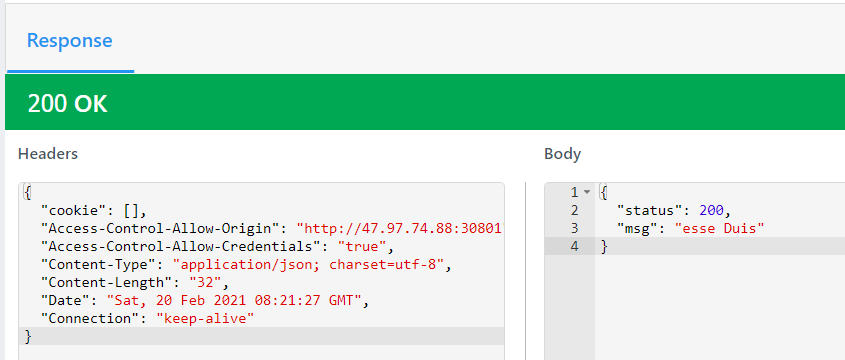 Response
200 OK
Headers
{
"cookie": [],
"Access-Control-Allow-Origin": "http://47.97.74.88:30801
"Access-Control-Allow-Credentials": "true",
"Content-Type": "application/json; charset=utf-8",
"Content-Length": "32",
"Date": "Sat, 20 Feb 2021 08:21:27 GMT",
"Connection": "keep-alive"
}
Body
1 {
2 "status": 200,
3 "msg": "esse Duis"
4 }